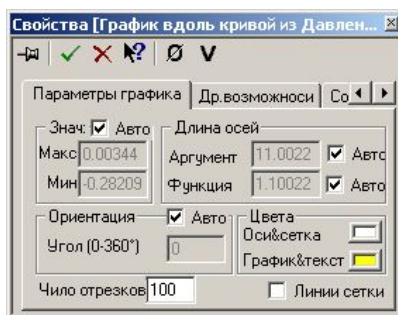 Свойства [График вдоль кривой из Давлен...
Ø V
Параметры графика Др.возможноси Со
Знач: Авто Длина осей
Макс 0.00344 Аргумент 11.0022 Авто
Мин -0.28209 Функция 1.10022 Авто
Ориентация Авто Цвета
Оси&сетка
Угол (0-360°) 0
График&текст
Чило отрезков 100 Линии сетки